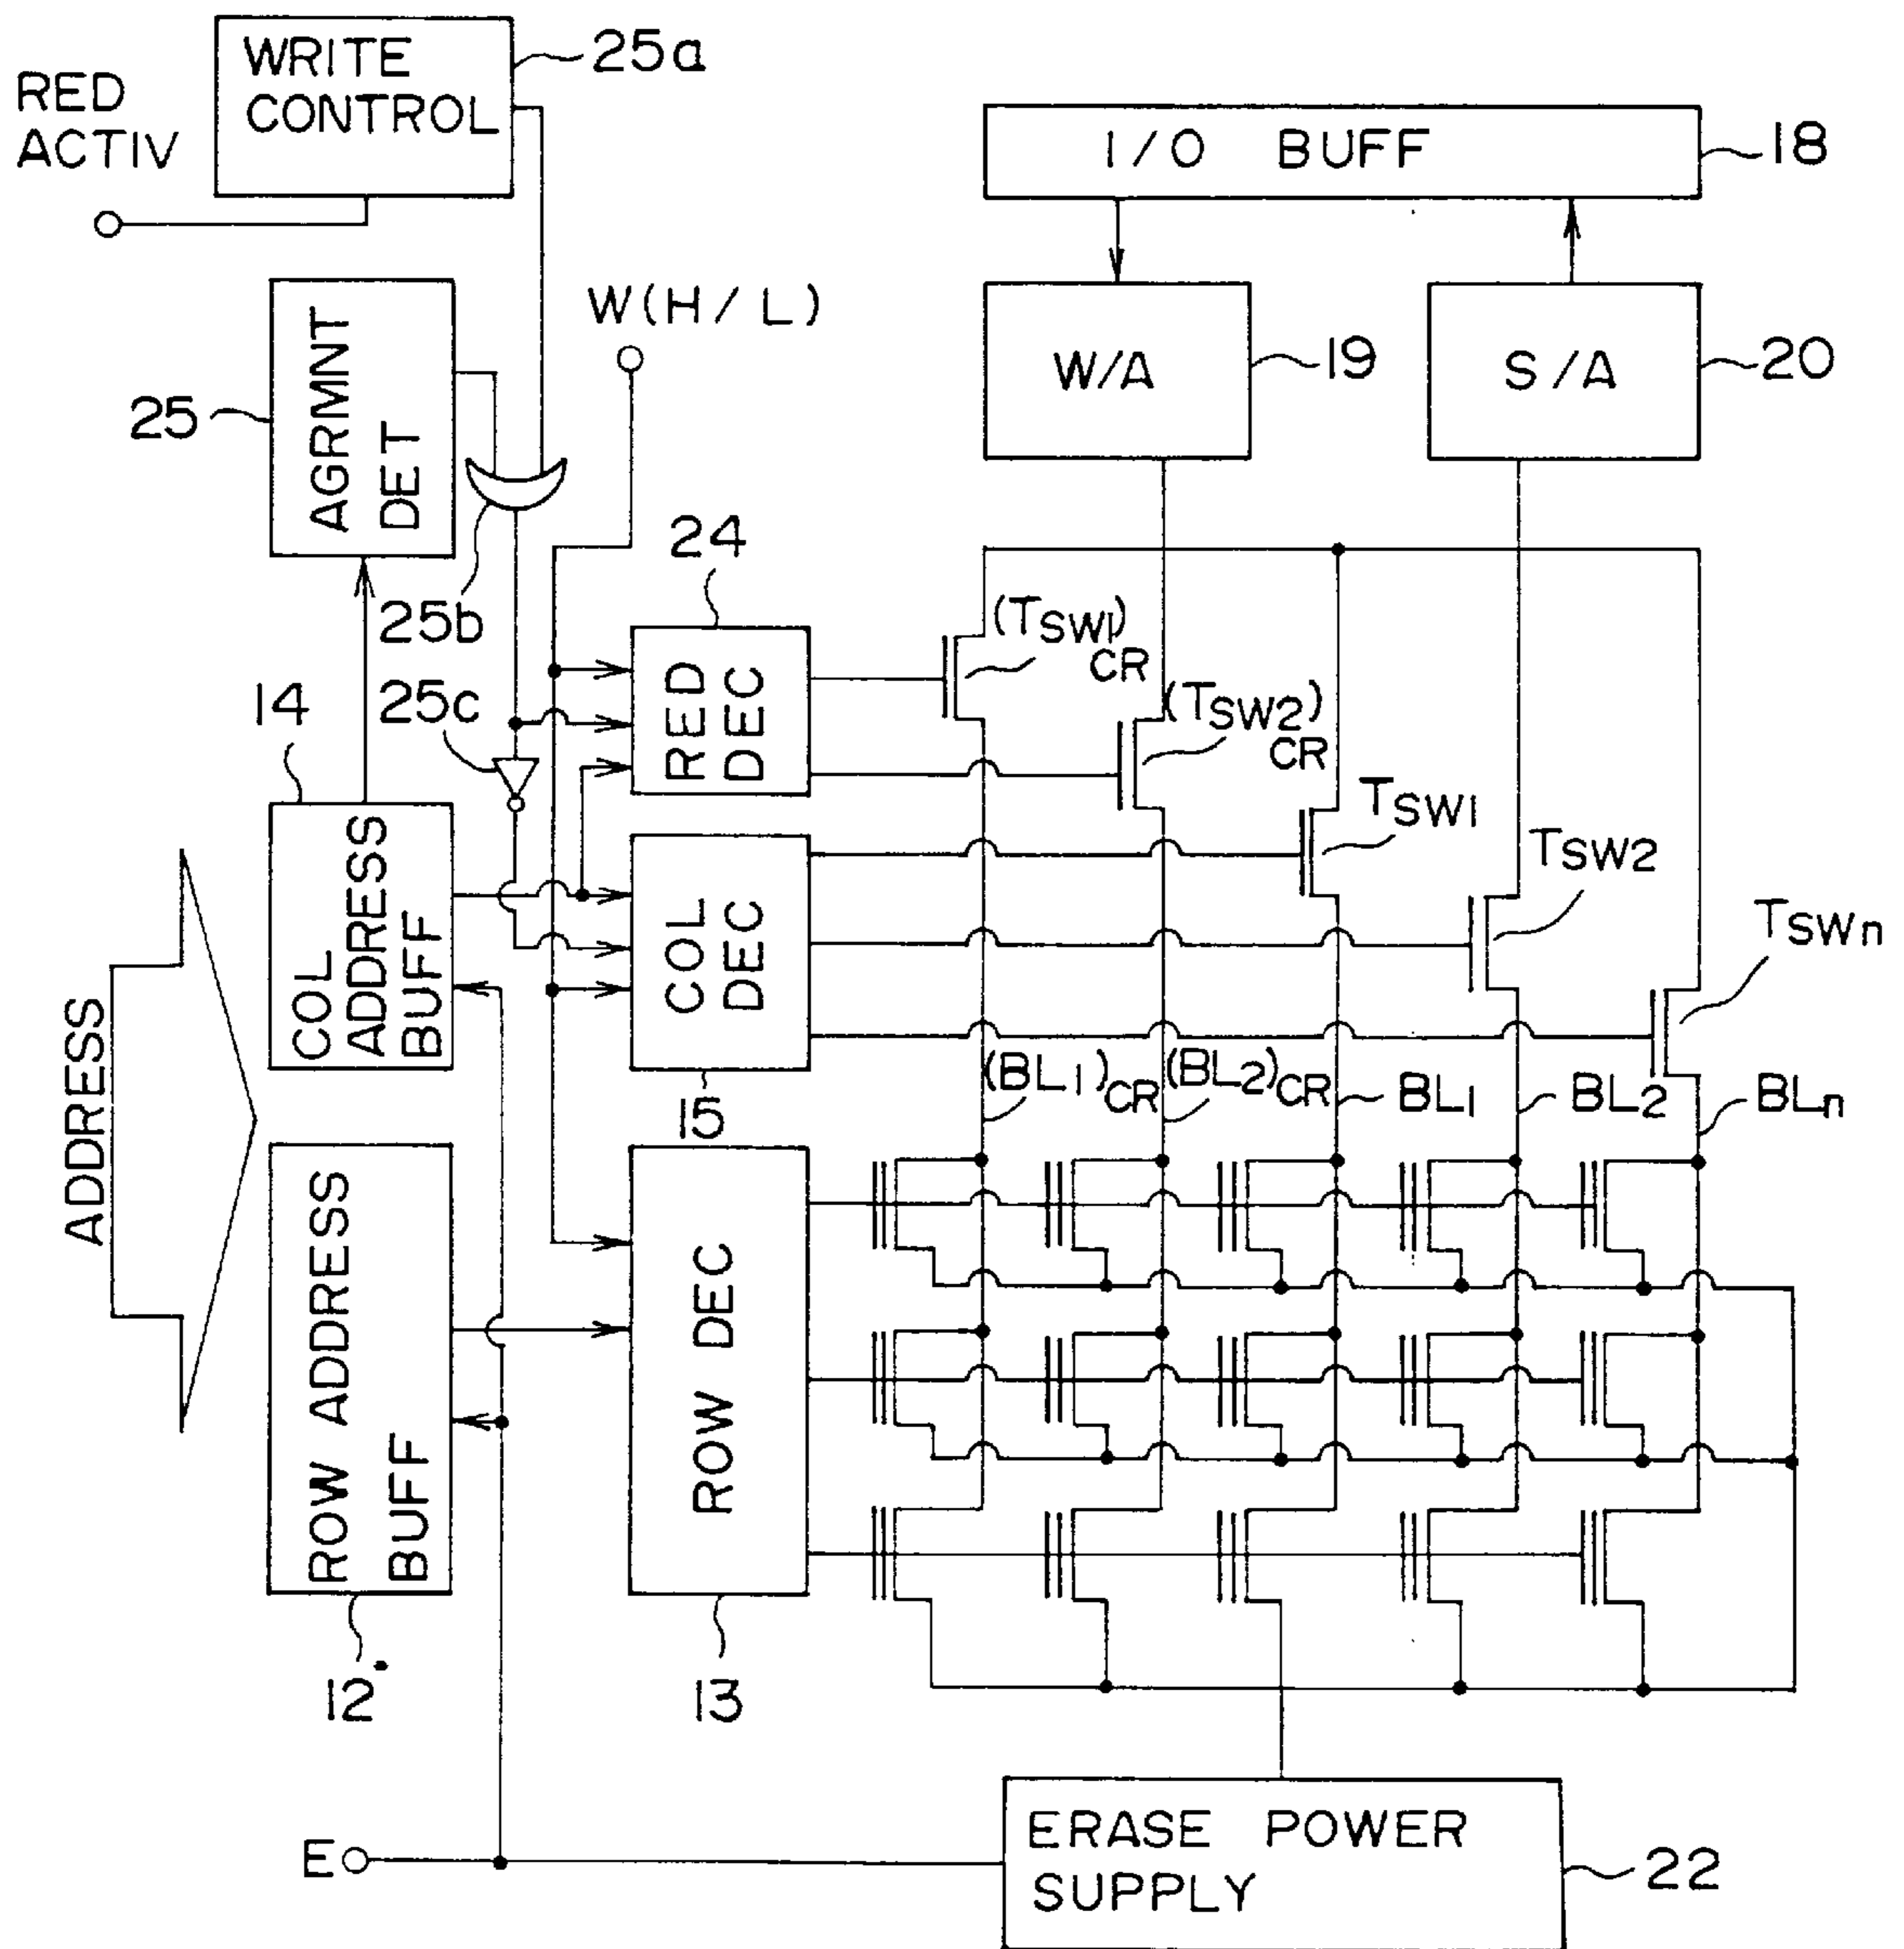 WRITE
CONTROL
25a
RED
ACTIV
I/O BUFF
18
W(H/L)
AGRMNT
DET
25
W/A
19
S/A
20
25b
24
(TSW1)CR
RED
DEC
(TSW2)CR
14
25c
TSW1
TSW2
COL
ADDRESS
BUFF
COL
DEC
TSWn
ADDRESS
15
(BL1)CR
(BL2)CR
BL1
BL2
BLn
ROW ADDRESS
BUFF
ROW DEC
12
13
E
ERASE POWER
SUPPLY
22